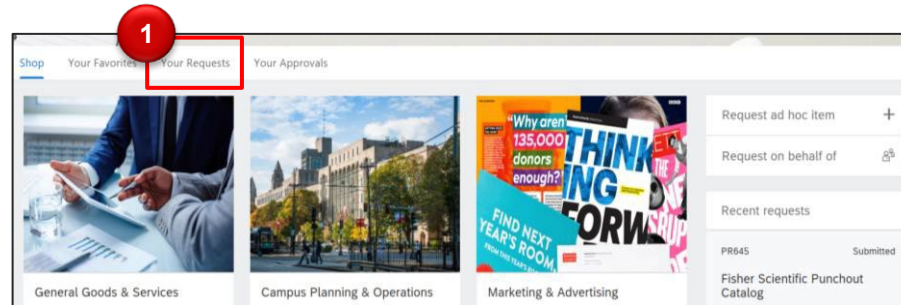 1
Shop Your Favorites Your Requests Your Approvals
Why aren't
135,000
donors
enough?
THINK
ING
FORW
FIND NEXT
YEAR'S ROOM.
General Goods & Services
Campus Planning & Operations
Marketing & Advertising
Request ad hoc item +
Request on behalf of
Recent requests
PR645 Submitted
Fisher Scientific Punchout
Catalog